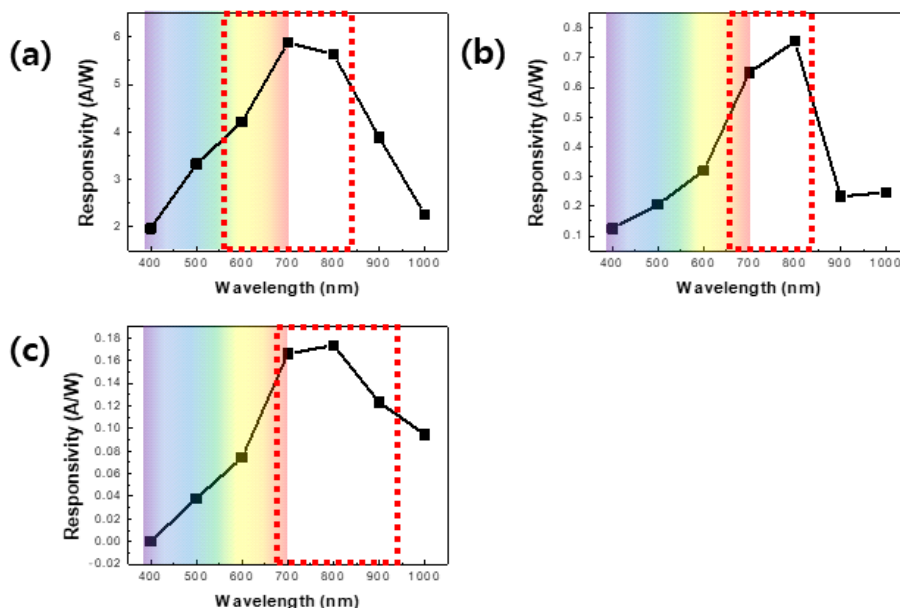 (a)
Responsivity (A/W)
6
5
4
3
2
400 500 600 700 800 900 1000
Wavelength (nm)
(b)
Responsivity (A/W)
0.8
0.7
0.6
0.5
0.4
0.3
0.2
0.1
400 500 600 700 800 900 1000
Wavelength (nm)
(c)
Responsivity (A/W)
0.18
0.16
0.14
0.12
0.10
0.08
0.06
0.04
0.02
0.00
-0.02
400 500 600 700 800 900 1000
Wavelength (nm)